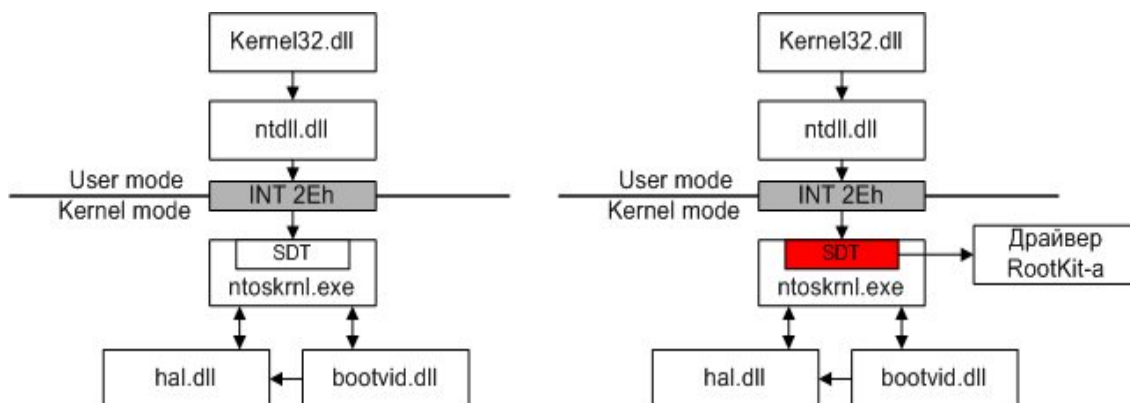 Kernel32.dll
ntdll.dll
User mode
INT 2Eh
Kernel mode
SDT
ntoskrnl.exe
hal.dll
bootvid.dll
Kernel32.dll
ntdll.dll
User mode
INT 2Eh
Kernel mode
SDT
Драйвер
RootKit-а
ntoskrnl.exe
hal.dll
bootvid.dll